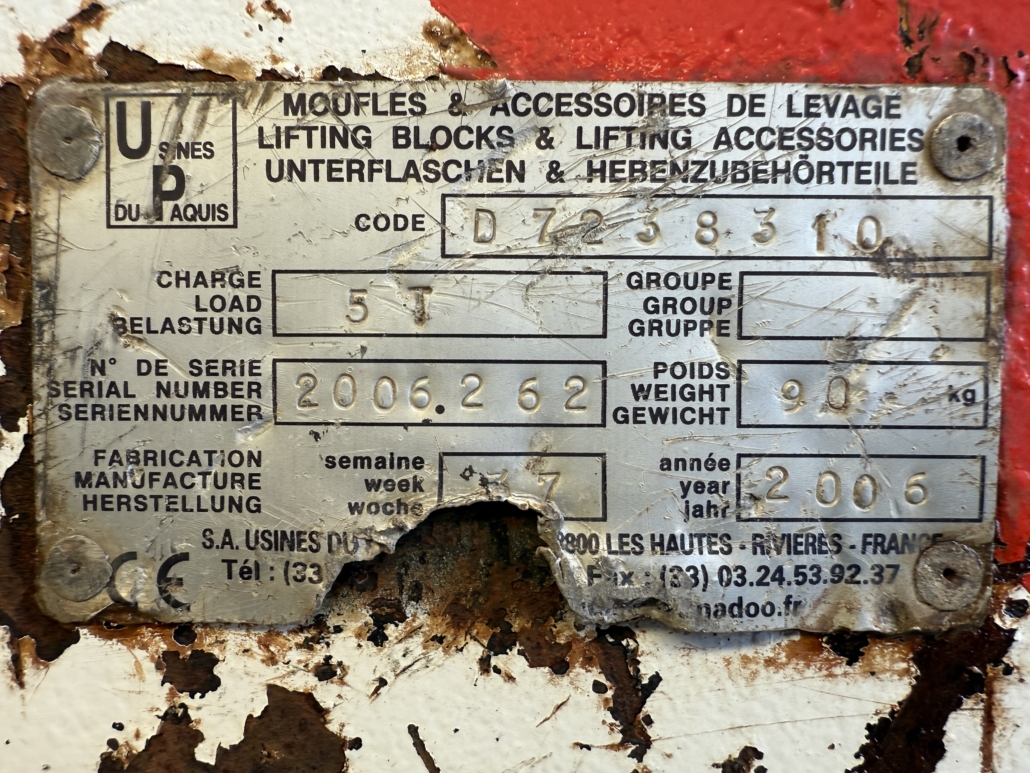 USINES DU PAQUIS
MOUFLES & ACCESSOIRES DE LEVAGE
LIFTING BLOCKS & LIFTING ACCESSORIES
UNTERFLASCHEN & HEBENZUBEHÖRTEILE
CODE D7238310
CHARGE
LOAD 5 T
BELASTUNG
GROUPE
GROUP
GRUPPE
N° DE SERIE
SERIAL NUMBER 2006.262
SERIENNUMMER
POIDS
WEIGHT 90 kg
GEWICHT
FABRICATION
MANUFACTURE
HERSTELLUNG
semaine
week 37
woche
année
year 2006
jahr
S.A. USINES DU LES HAUTES - RIVIERES - FRANCE
Tél : (33 Fax : (33) 03.24.53.92.37
CE nadoo.fr